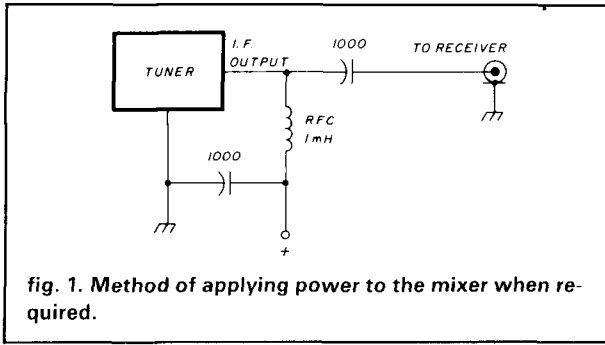 I.F.
OUTPUT
1000
TO RECEIVER
TUNER
RFC
1mH
1000
+
fig. 1. Method of applying power to the mixer when re-
quired.